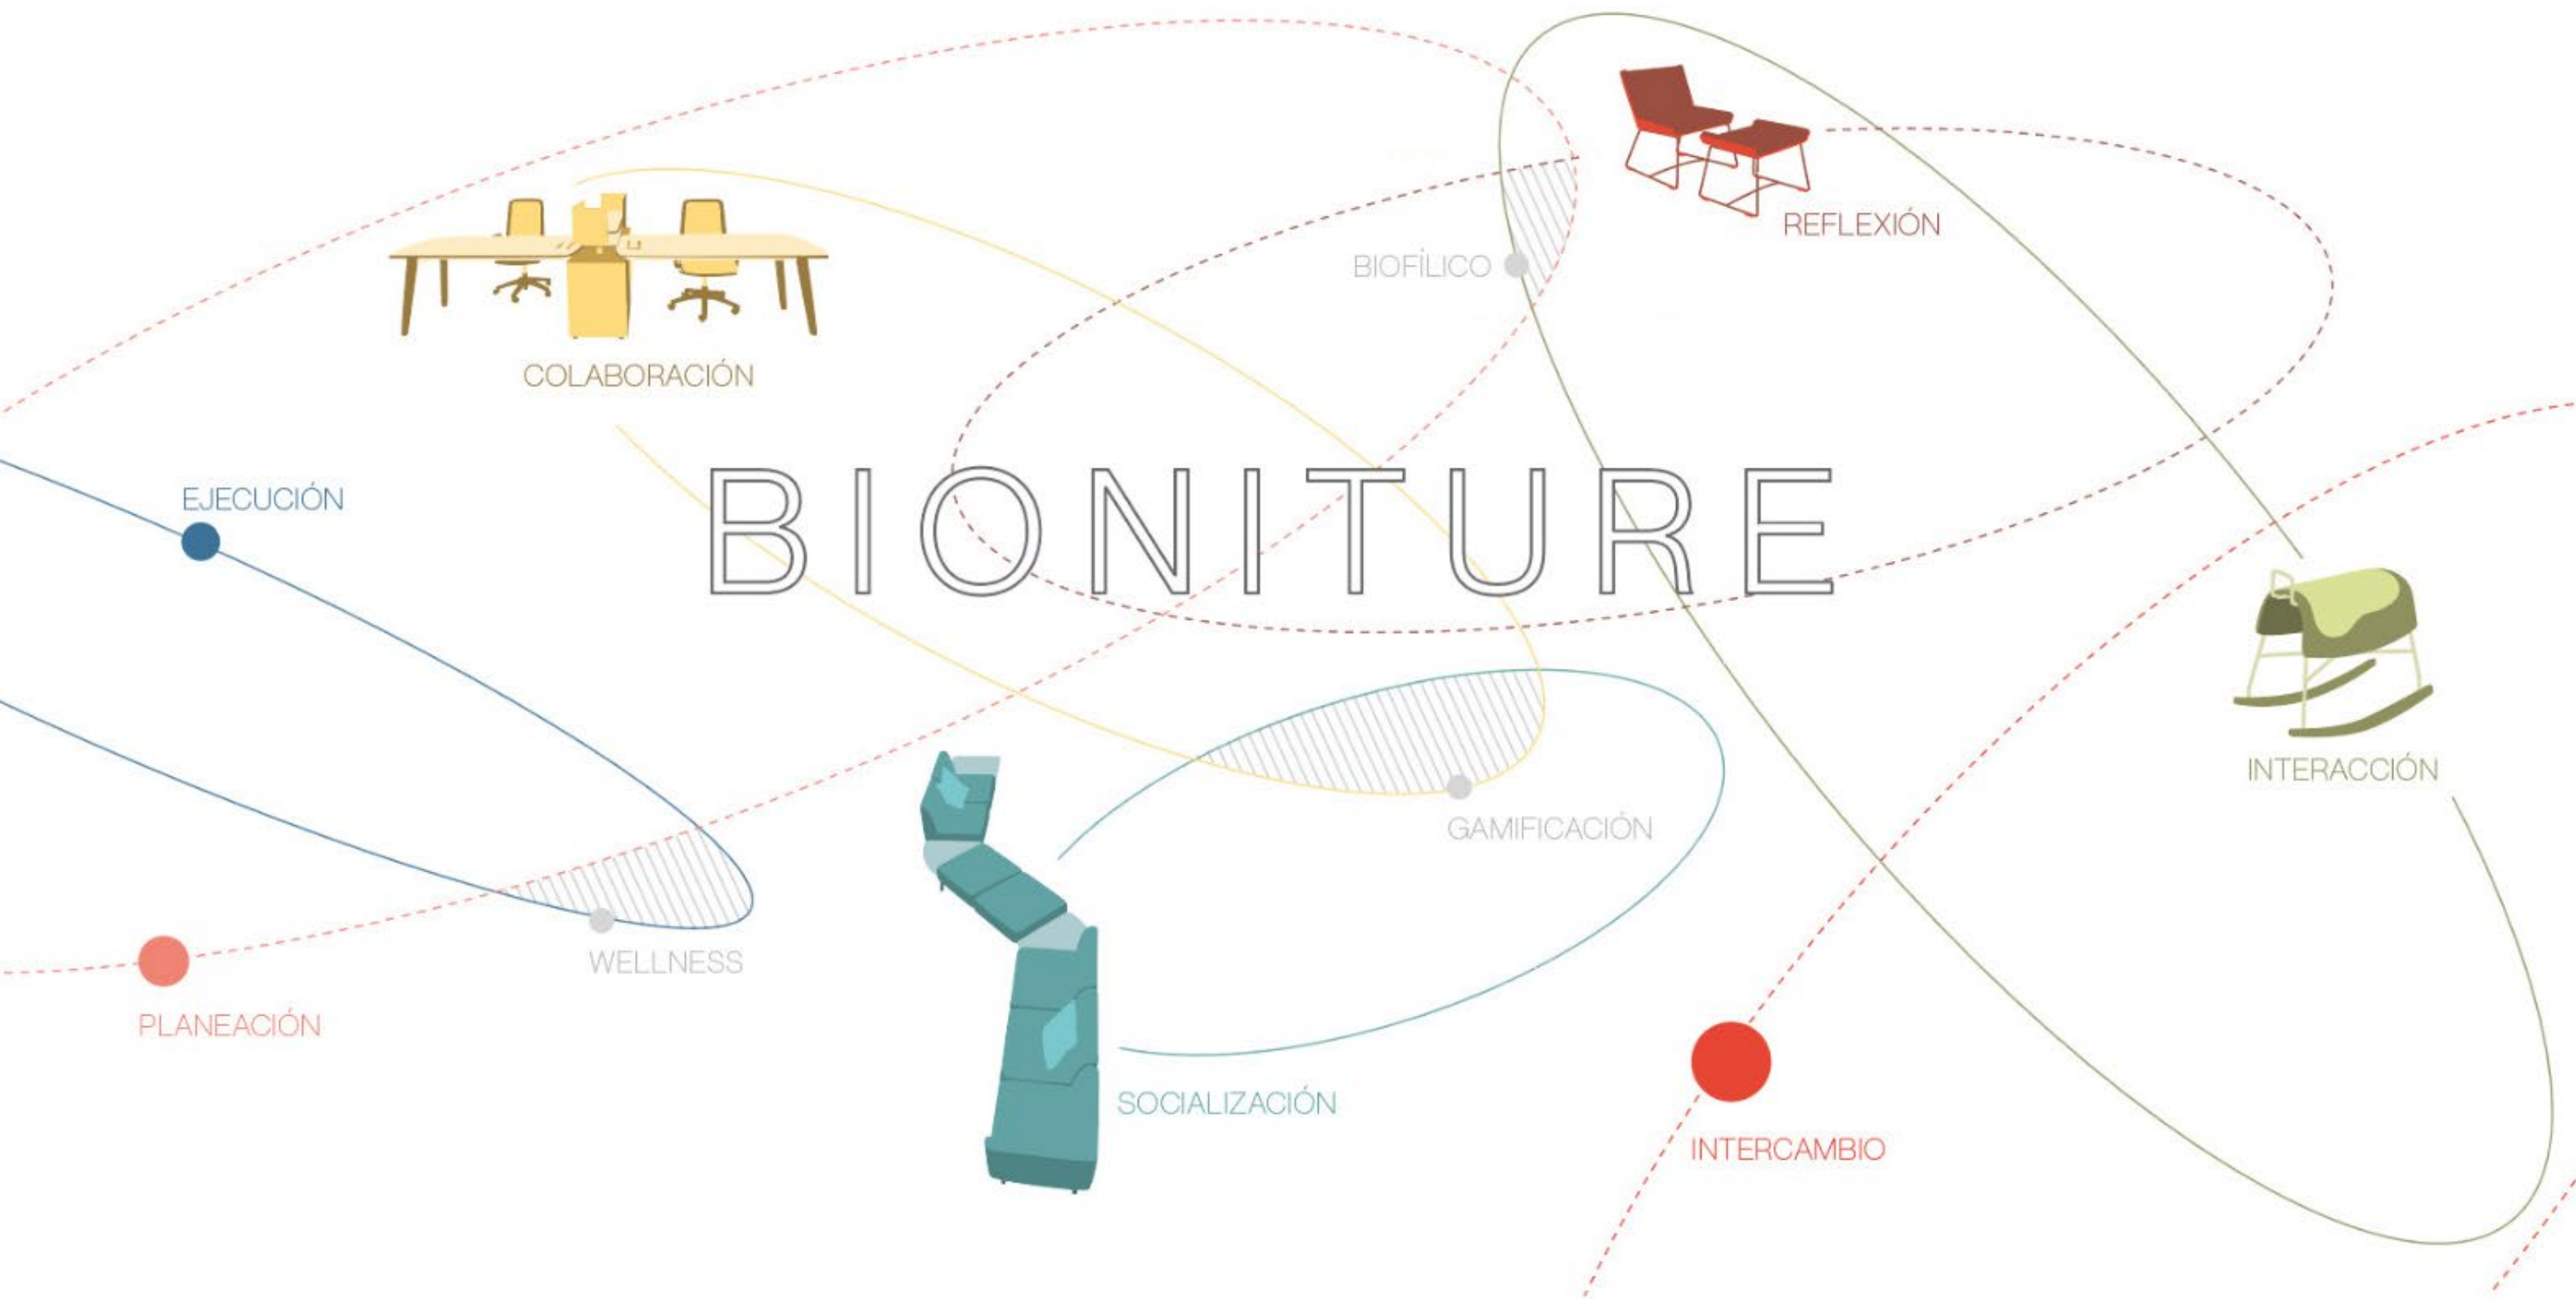 REFLEXIÓN
BIOFÍLICO
COLABORACIÓN
EJECUCIÓN
BIONITURE
INTERACCIÓN
GAMIFICACIÓN
WELLNESS
PLANEACIÓN
SOCIALIZACIÓN
INTERCAMBIO